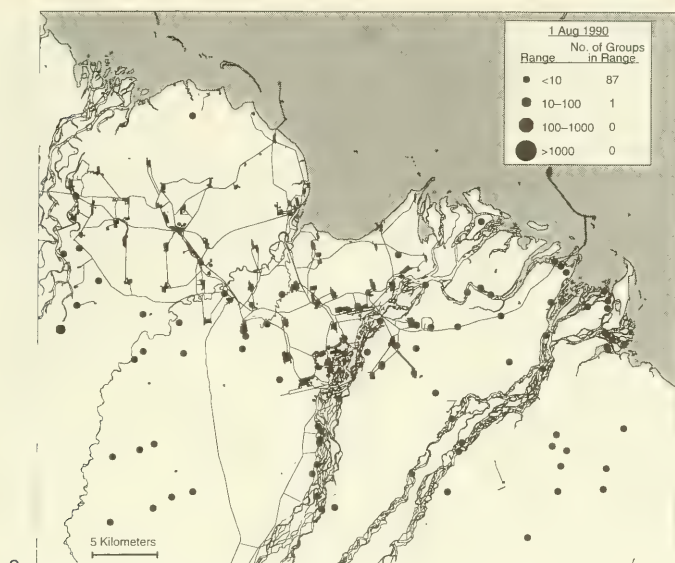 1 Aug 1990
No. of Groups
Range in Range
<10 87
10–100 1
100–1000 0
>1000 0
5 Kilometers